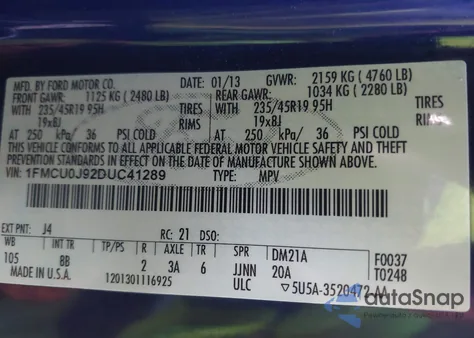 MFD. BY FORD MOTOR CO. DATE: 01/13 GVWR: 2159 KG ( 4760 LB)
FRONT GAWR: 1125 KG ( 2480 LB) REAR GAWR: 1034 KG ( 2280 LB)
235/45R19 95H TIRES 235/45R19 95H TIRES
19x8J RIMS 19x8J RIMS
AT 250 kPa/ 36 PSI COLD AT 250 kPa/ 36 PSI COLD
THIS VEHICLE CONFORMS TO ALL APPLICABLE FEDERAL MOTOR VEHICLE SAFETY, BUMPER, AND THEFT PREVENTION STANDARDS IN EFFECT ON THE DATE OF MANUFACTURE SHOWN ABOVE.
VIN: 1FMCU0J92DUC41289 TYPE: MPV
EXT PNT: J4 RC: 21 DSO:
WB INT TR TP/PS R AXLE TR SPR DM21A F0037
105 BB 2 3A 6 JJNN 20A T0248
MADE IN U.S.A. 1201301116925 ULC ▽5U5A-3520472-AA
autoSnap